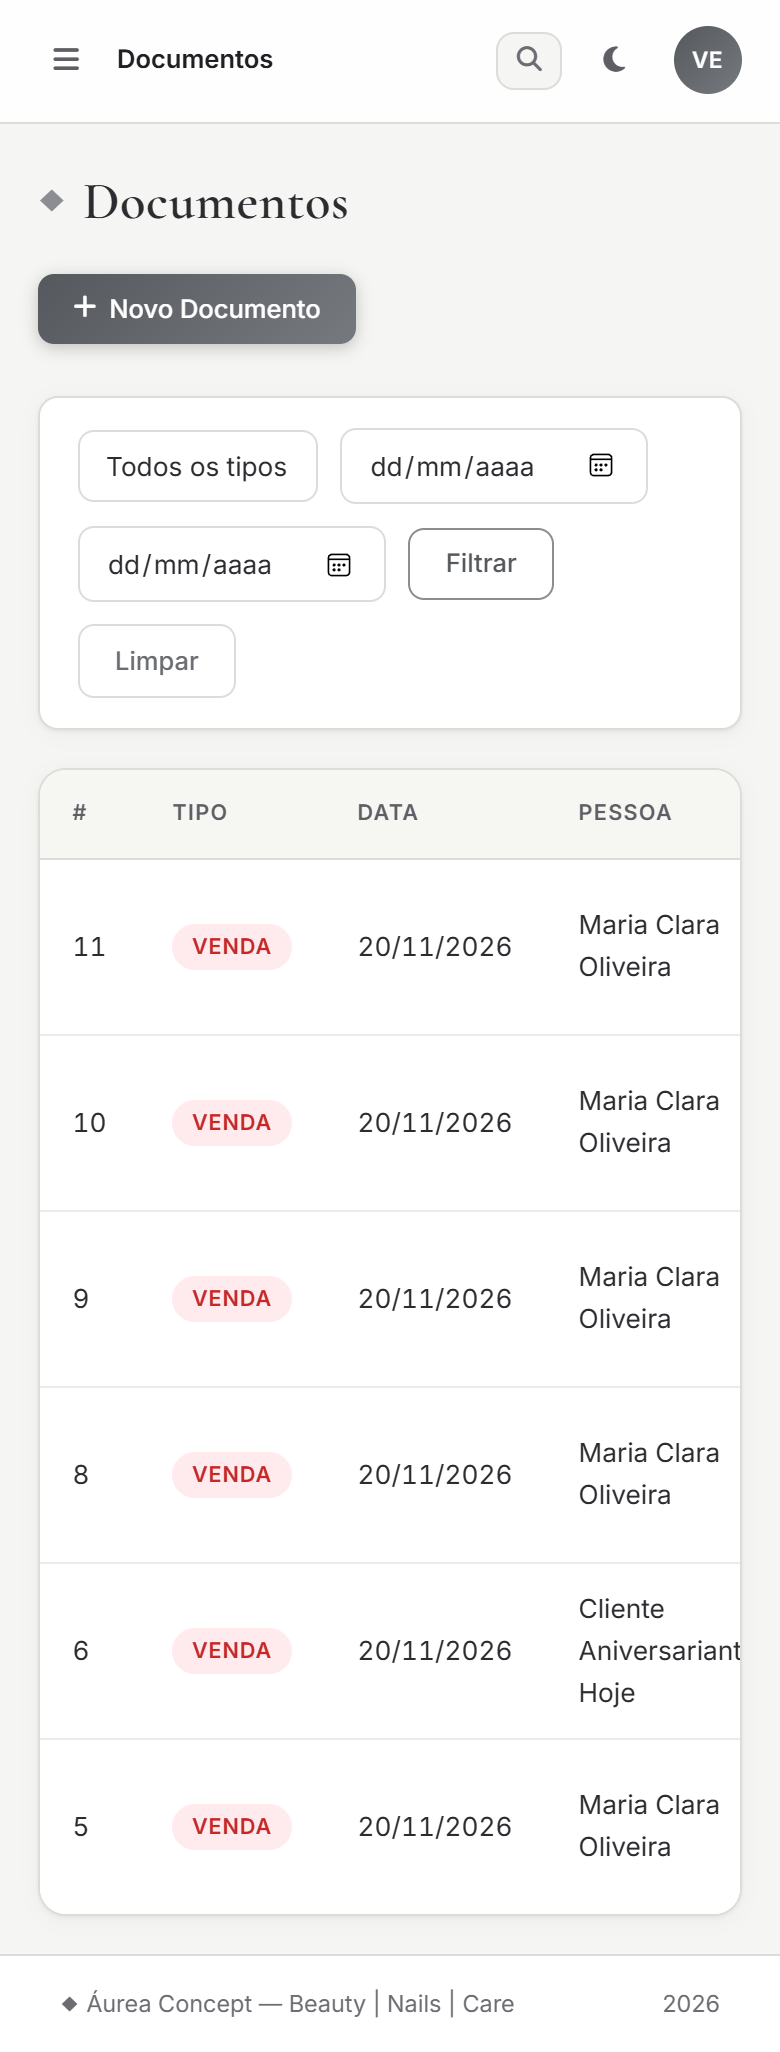 Documentos
VE
Documentos
+ Novo Documento
Todos os tipos
dd/mm/aaaa
dd/mm/aaaa
Filtrar
Limpar
# TIPO DATA PESSOA
11 VENDA 20/11/2026 Maria Clara
Oliveira
10 VENDA 20/11/2026 Maria Clara
Oliveira
9 VENDA 20/11/2026 Maria Clara
Oliveira
8 VENDA 20/11/2026 Maria Clara
Oliveira
Cliente
6 VENDA 20/11/2026 Aniversariant
Hoje
5 VENDA 20/11/2026 Maria Clara
Oliveira
◆ Áurea Concept — Beauty | Nails | Care 2026